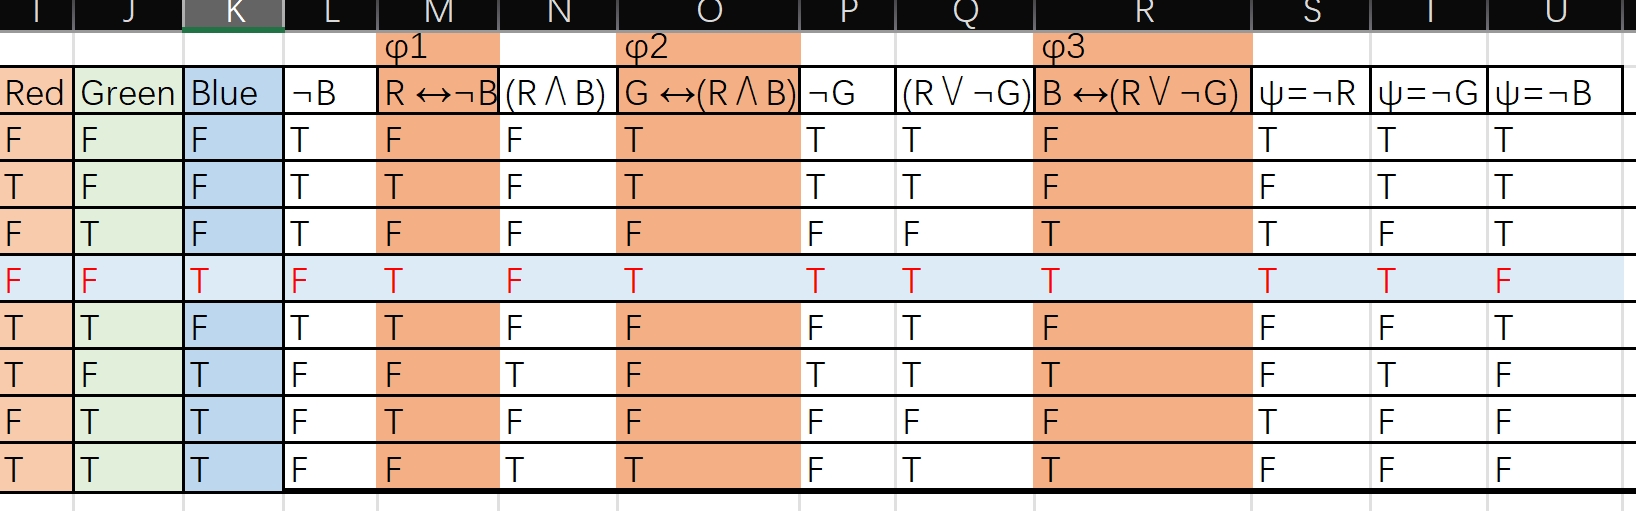 I J K L M N O P Q R S T U
φ1 φ2 φ3
Red Green Blue ¬B R ↔¬B (R ∧ B) G ↔(R ∧ B) ¬G (R ∨ ¬G) B ↔(R ∨ ¬G) ψ=¬R ψ=¬G ψ=¬B
F F F T F F T T T F T T T
T F F T T F T T T F F T T
F T F T F F F F F T T F T
F F T F T F T T T T T T F
T T F T T F F F T F F F T
T F T F F T F T T T F T F
F T T F T F F F F F T F F
T T T F F T T F T T F F F